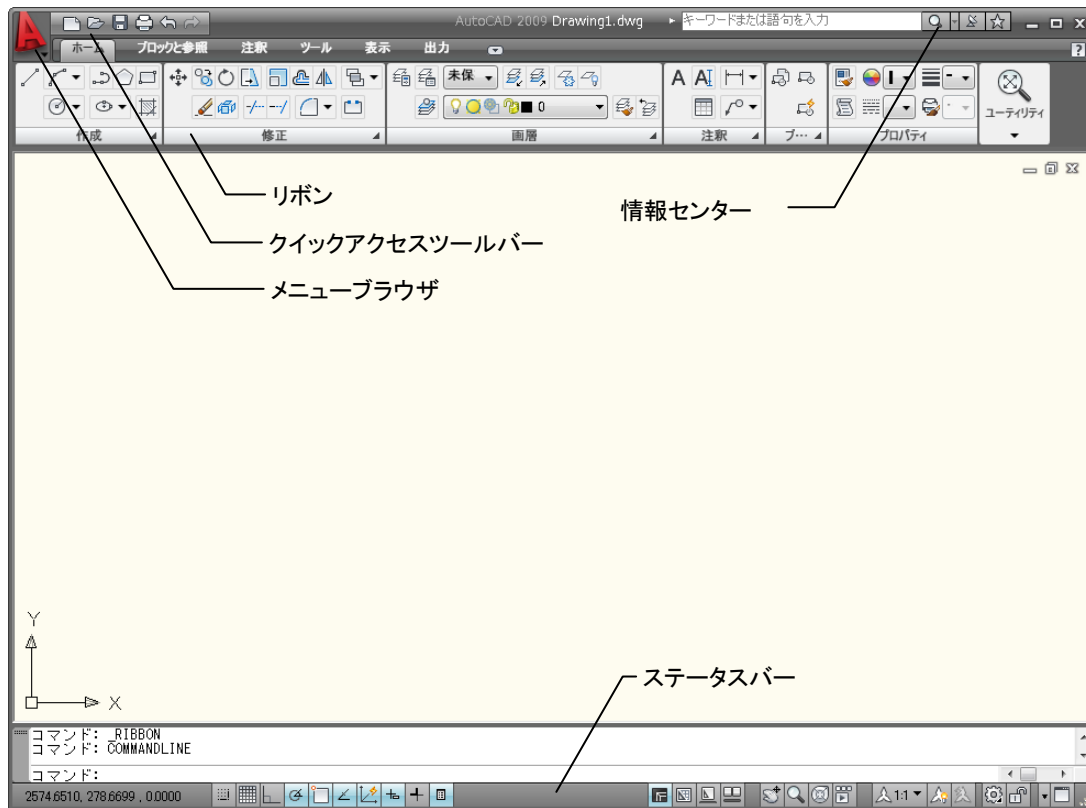 AutoCAD 2009 Drawing1.dwg
キーワードまたは語句を入力
ホーム ブロックと参照 注釈 ツール 表示 出力
未保
0
ユーティリティ
作成 修正 画層 注釈 ブ… プロパティ
リボン
情報センター
クイックアクセスツールバー
メニューブラウザ
Y
X
ステータスバー
コマンド: _RIBBON
コマンド: COMMANDLINE
コマンド:
2574.6510, 278.6699 , 0.0000
1:1